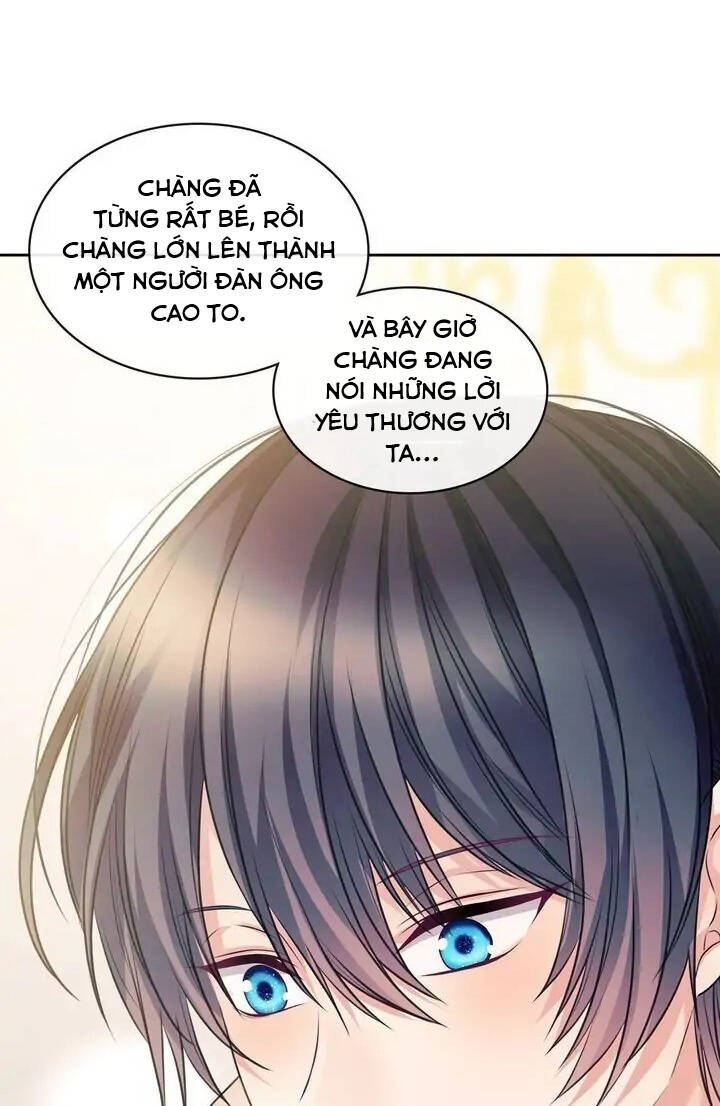 CHÀNG ĐÃ
TỪNG RẤT BÉ, RỒI
CHÀNG LỚN LÊN THÀNH
MỘT NGƯỜI ĐÀN ÔNG
CAO TO.
VÀ BÂY GIỜ
CHÀNG ĐANG
NÓI NHỮNG LỜI
YÊU THƯƠNG VỚI
TA...